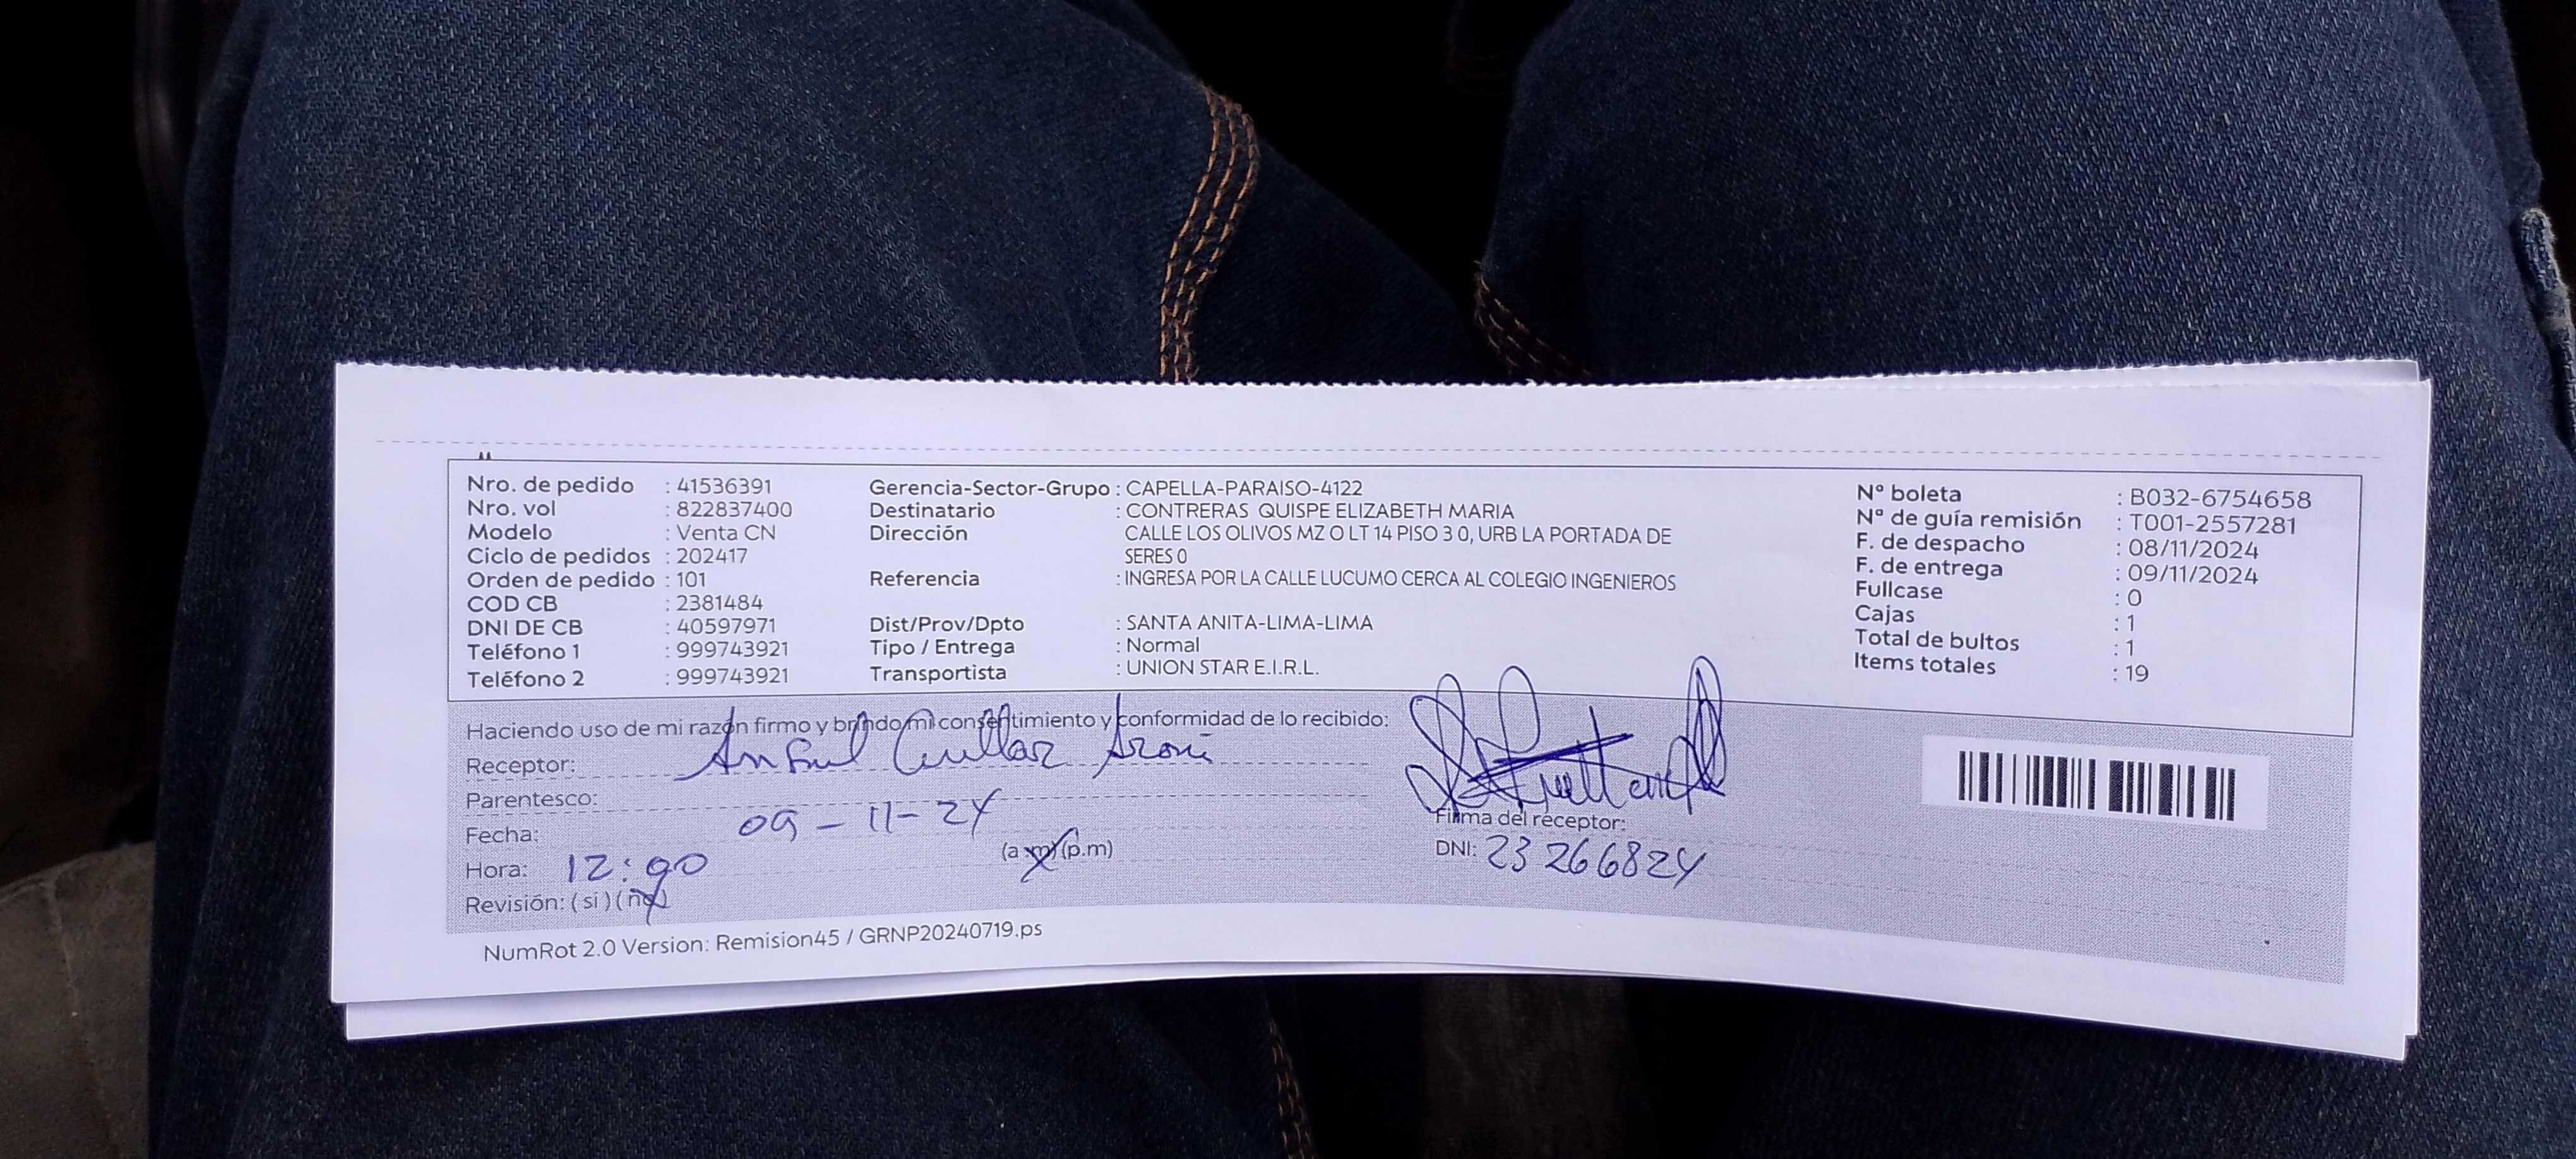 Nro. de pedido : 41536391
Nro. vol : 822837400
Modelo : Venta CN
Ciclo de pedidos : 202417
Orden de pedido : 101
COD CB : 2381484
DNI DE CB : 40597971
Teléfono 1 : 999743921
Teléfono 2 : 999743921
Gerencia-Sector-Grupo : CAPELLA-PARAISO-4122
Destinatario : CONTRERAS QUISPE ELIZABETH MARIA
Dirección CALLE LOS OLIVOS MZ O LT 14 PISO 3 0, URB LA PORTADA DE
SERES 0
Referencia : INGRESA POR LA CALLE LUCUMO CERCA AL COLEGIO INGENIEROS
Dist/Prov/Dpto : SANTA ANITA-LIMA-LIMA
Tipo / Entrega : Normal
Transportista : UNION STAR E.I.R.L.
Nº boleta : B032-6754658
Nº de guía remisión : T001-2557281
F. de despacho : 08/11/2024
F. de entrega : 09/11/2024
Fullcase : 0
Cajas : 1
Total de bultos : 1
Items totales : 19
Haciendo uso de mi razón firmo y brindo mi consentimiento y conformidad de lo recibido:
Receptor: Cuellar
Parentesco:
Fecha: 09-11-24
Hora: 12: (a.m) (p.m)
Revisión: (si) (no)
Firma del receptor:
DNI: 23266824
NumRot 2.0 Version: Remision45 / GRNP20240719.ps